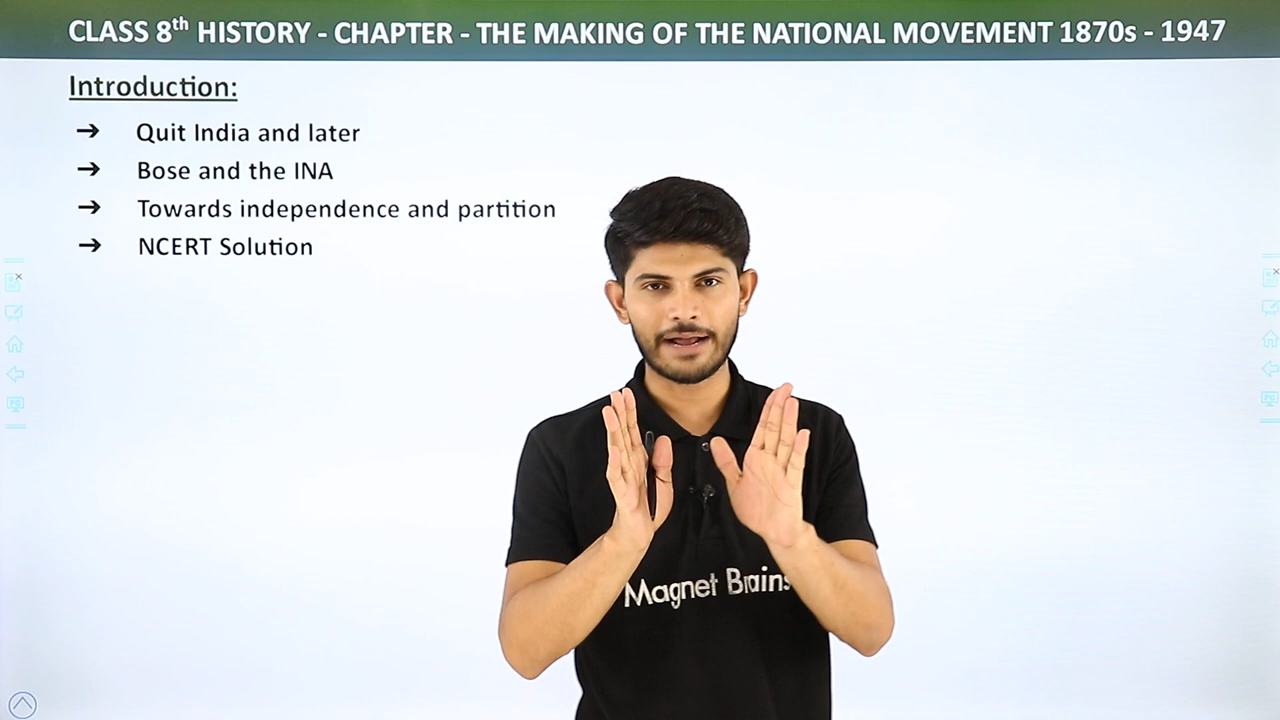 CLASS 8th HISTORY - CHAPTER - THE MAKING OF THE NATIONAL MOVEMENT 1870s - 1947
Introduction:
➔ Quit India and later
➔ Bose and the INA
➔ Towards independence and partition
➔ NCERT Solution
Magnet Brains